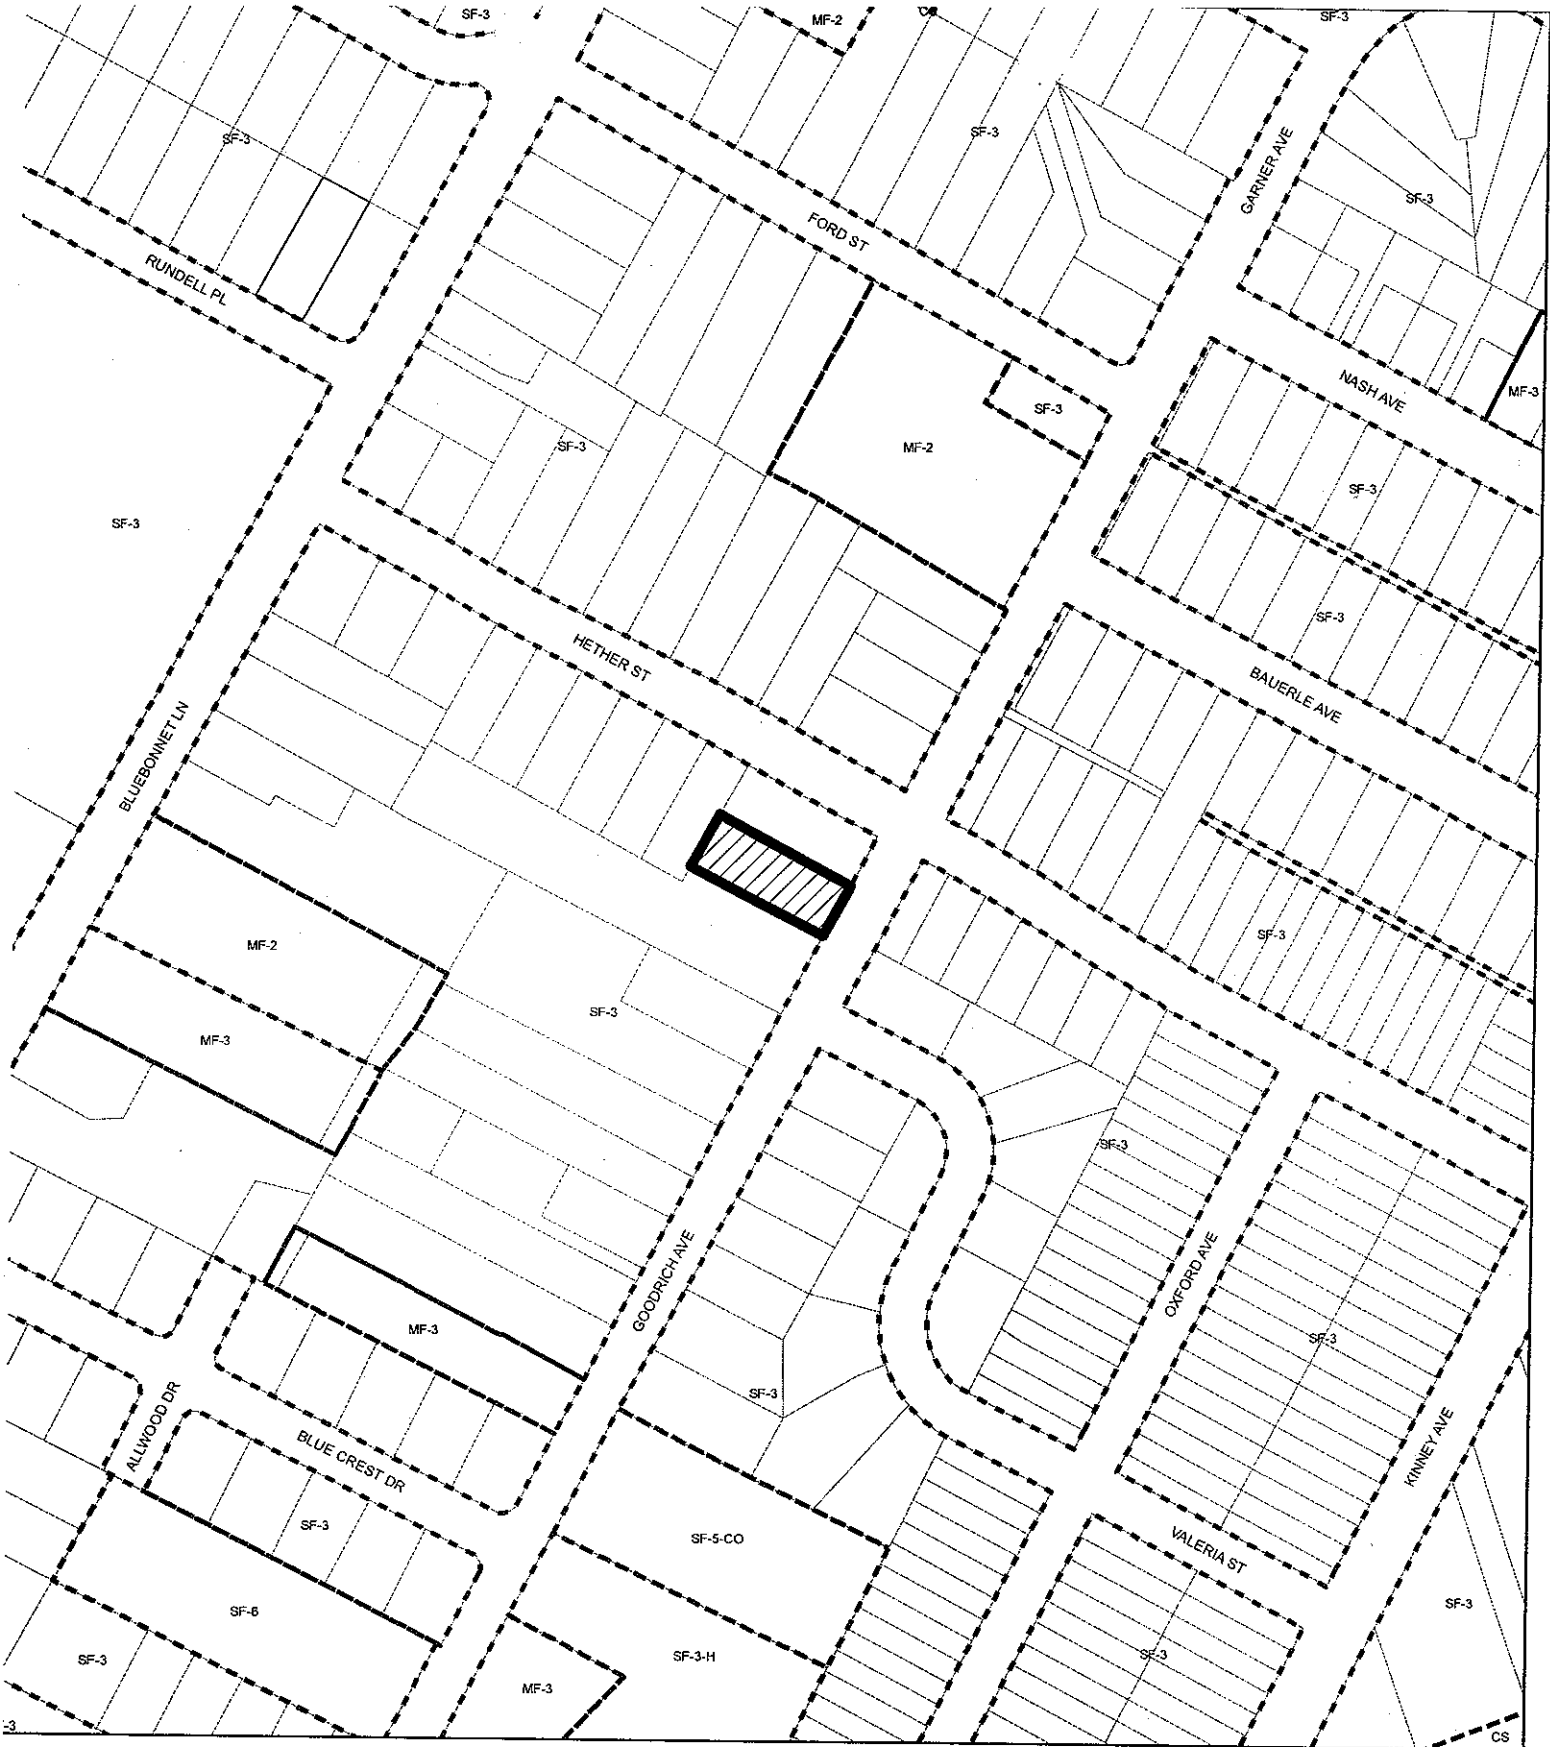 SF-3
MF-2
CS
SF-3
SF-3
SF-3
GARNER AVE
SF-3
FORD ST
RUNDELL PL
NASH AVE
MF-3
SF-3
SF-3
MF-2
SF-3
SF-3
SF-3
HETHER ST
BAUERLE AVE
BLUEBONNET LN
SF-3
MF-2
SF-3
MF-3
SF-3
OXFORD AVE
GOODRICH AVE
MF-3
SF-3
SF-3
ALLWOOD DR
BLUE CREST DR
KINNEY AVE
SF-3
SF-5-CO
VALERIA ST
SF-6
SF-3
SF-3
SF-3-H
SF-3
MF-3
-3
CS